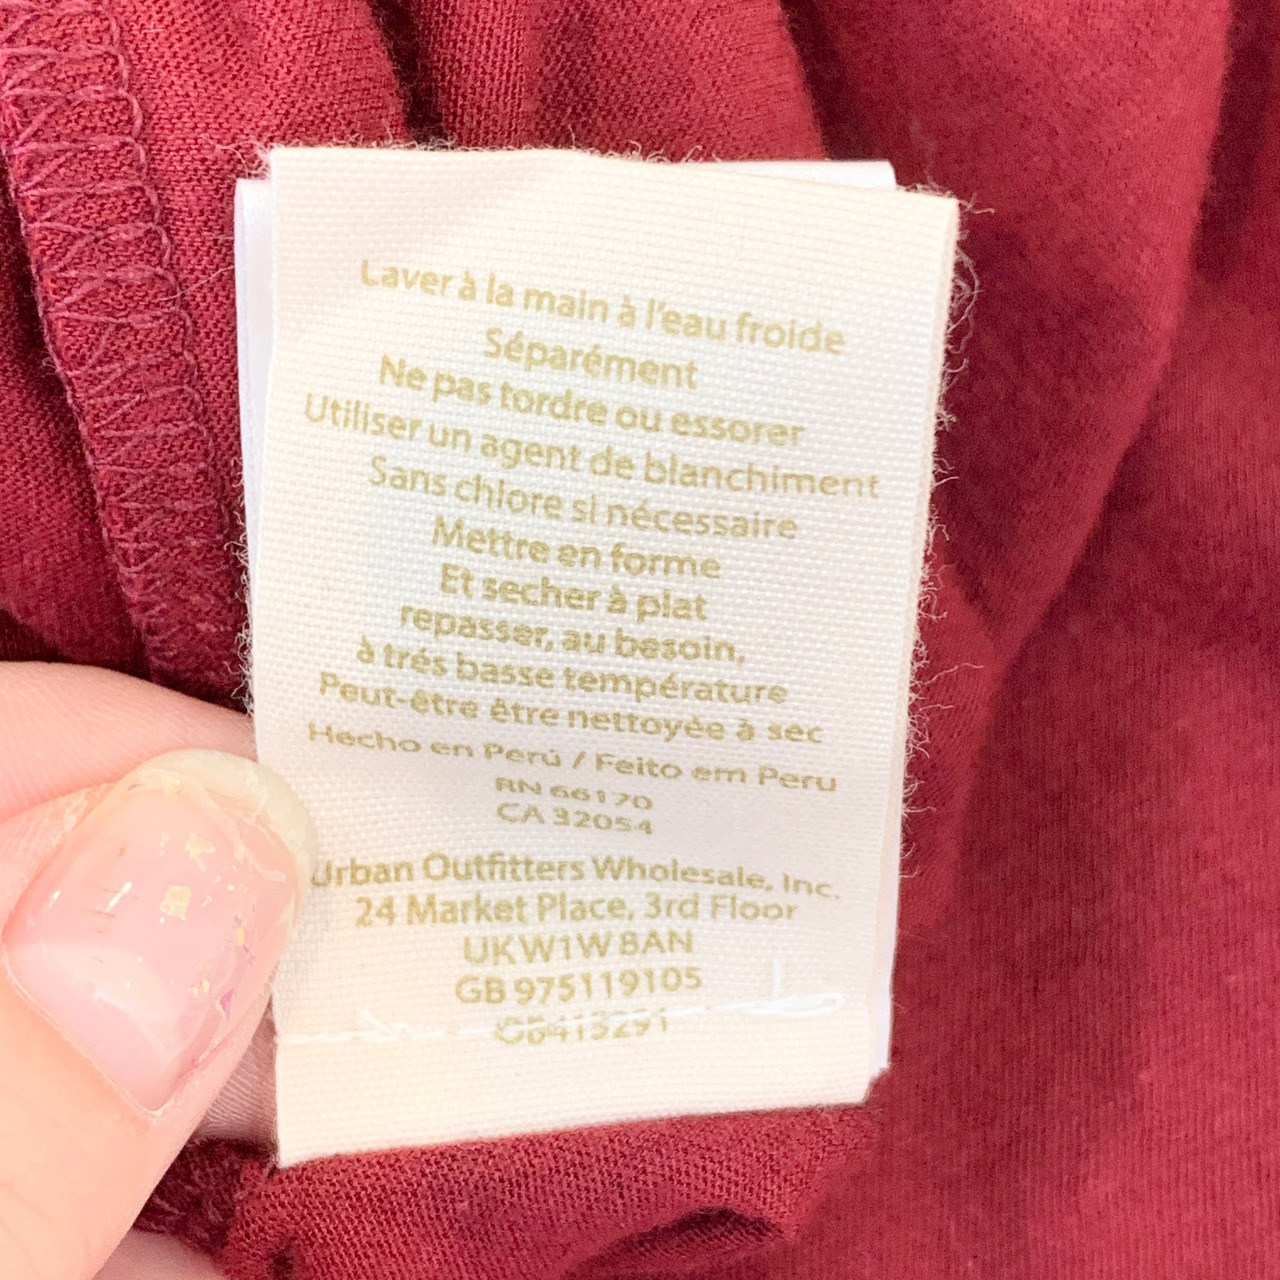 Laver à la main à l'eau froide
Séparément
Ne pas tordre ou essorer
Utiliser un agent de blanchiment
Sans chlore si nécessaire
Mettre en forme
Et secher à plat
repasser, au besoin,
à trés basse température
Peut-être être nettoyée à sec
Hecho en Perú / Feito em Peru
RN 66170
CA 32054
Urban Outfitters Wholesale, Inc.
24 Market Place, 3rd Floor
UK W1W 8AN
GB 975119105